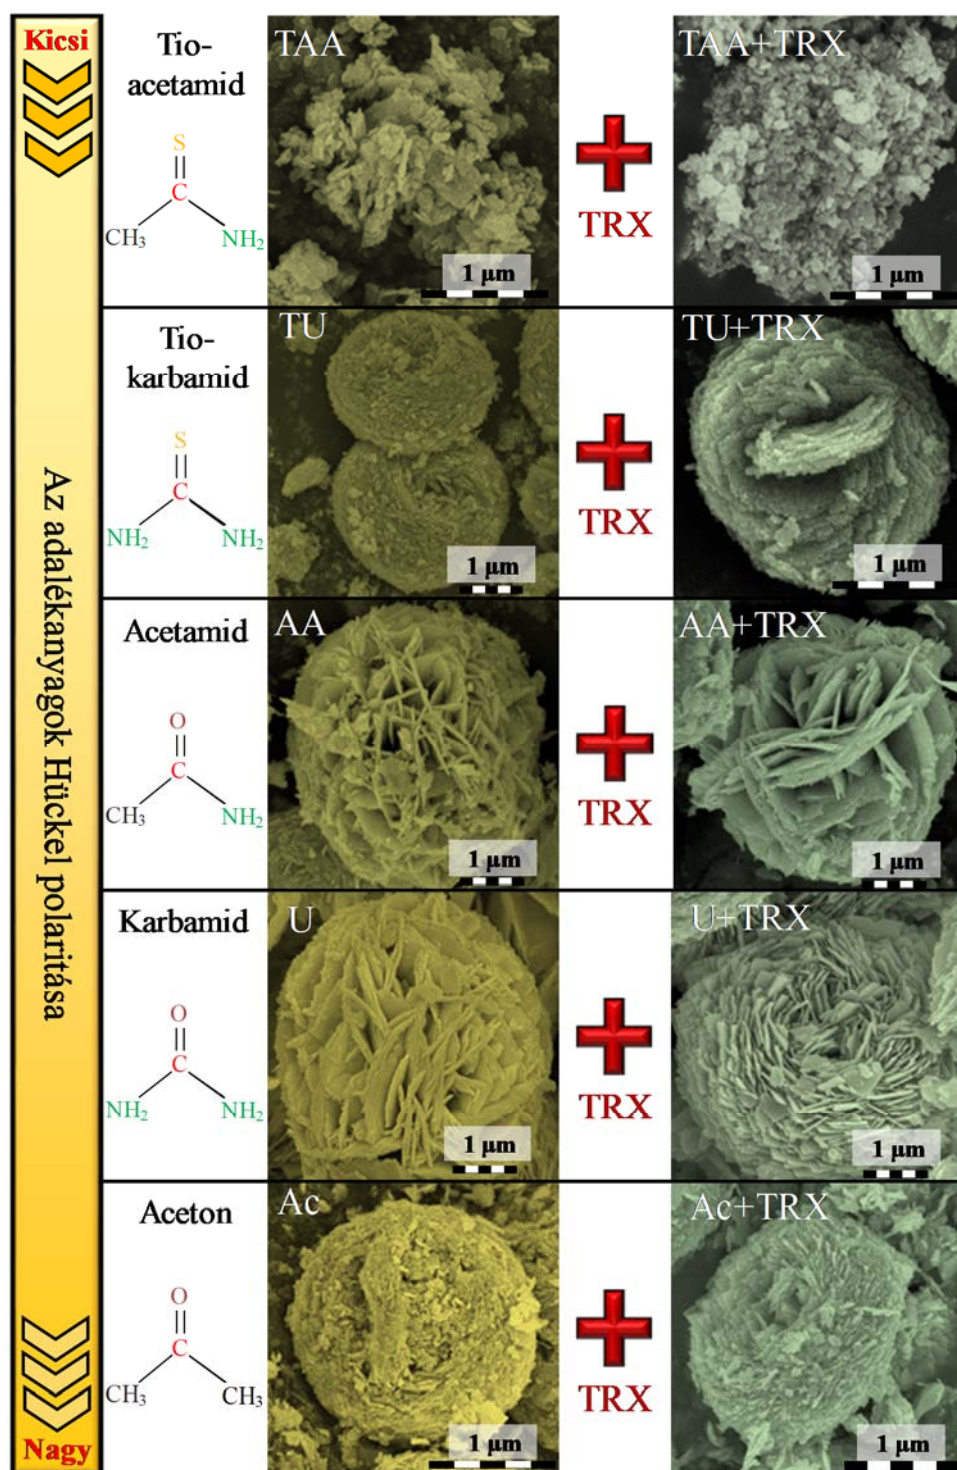 Kicsi
Az adalékanyagok Hückel polaritása
Nagy
Tio-
acetamid
S
C
CH₃
NH₂
TAA
1 µm
TRX
TAA+TRX
1 µm
Tio-
karbamid
S
C
NH₂
NH₂
TU
1 µm
TRX
TU+TRX
1 µm
Acetamid
O
C
CH₃
NH₂
AA
1 µm
TRX
AA+TRX
1 µm
Karbamid
O
C
NH₂
NH₂
U
1 µm
TRX
U+TRX
1 µm
Aceton
O
C
CH₃
CH₃
Ac
1 µm
TRX
Ac+TRX
1 µm